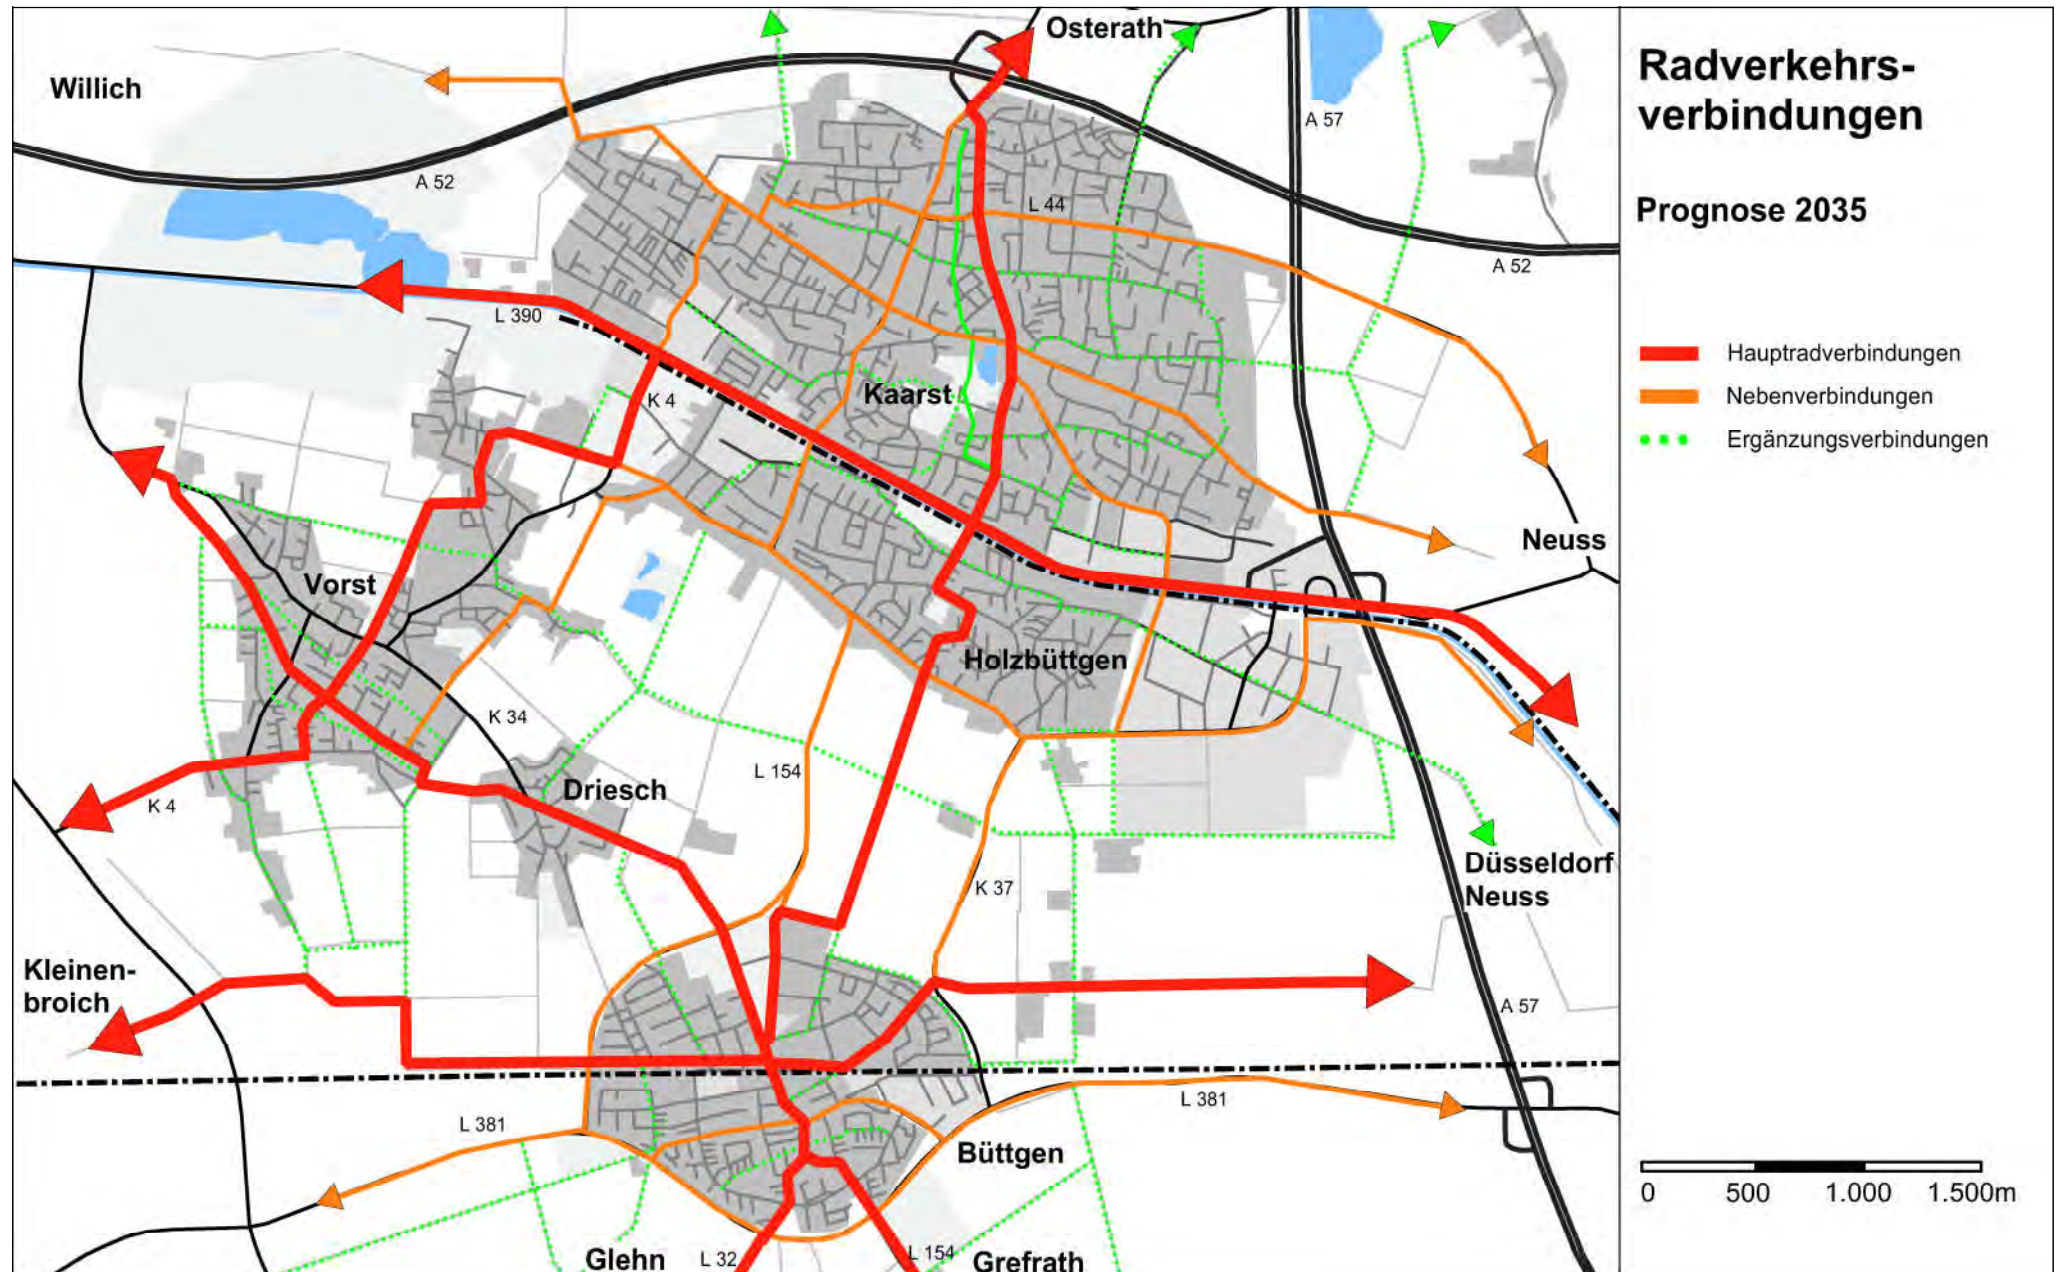 Osterath
Willich
A 57
A 52
L 44
A 52
L 390
K 4
Kaarst
Neuss
Vorst
Holzbüttgen
K 34
L 154
Driesch
K 4
Düsseldorf
Neuss
K 37
Kleinen-
broich
A 57
L 381
L 381
Büttgen
Glehn
L 32
L 154
Grefrath
Radverkehrs-
verbindungen
Prognose 2035
Hauptradverbindungen
Nebenverbindungen
Ergänzungsverbindungen
0 500 1.000 1.500m